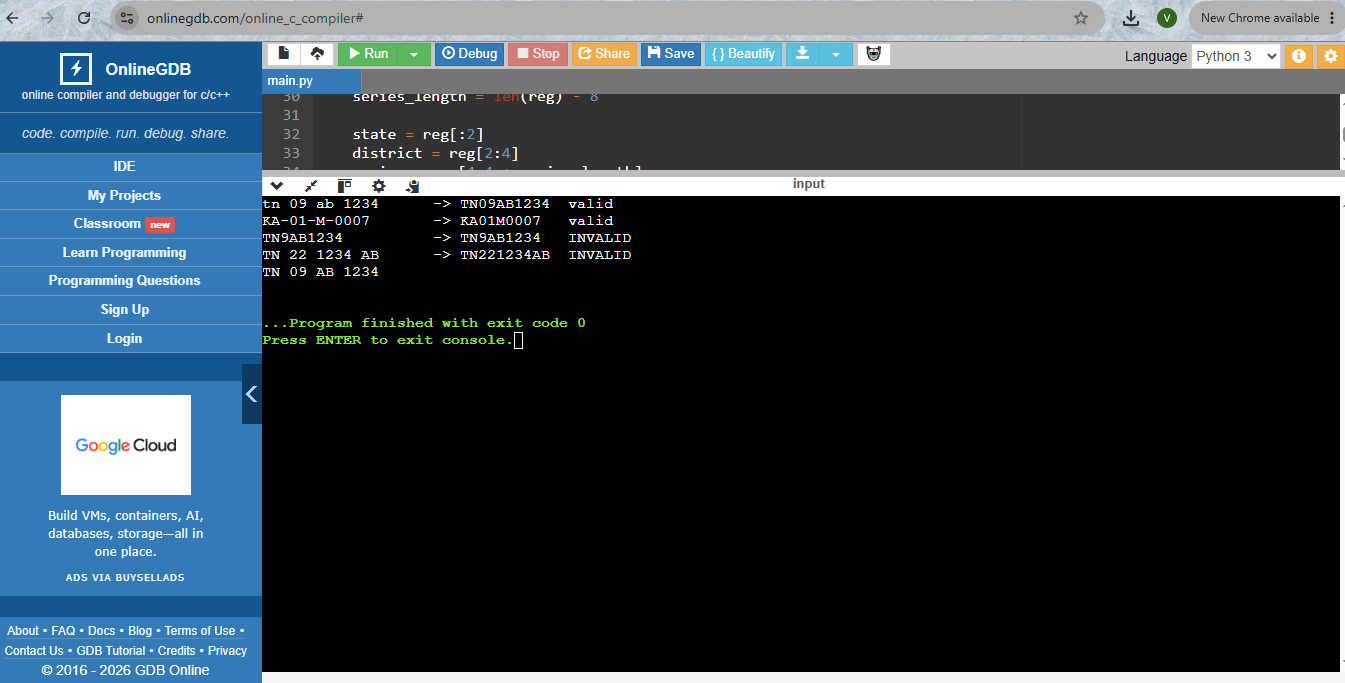 onlinegdb.com/online_c_compiler#
V
New Chrome available
OnlineGDB
online compiler and debugger for c/c++
code. compile. run. debug. share.
IDE
My Projects
Classroom new
Learn Programming
Programming Questions
Sign Up
Login
Google Cloud
Build VMs, containers, AI,
databases, storage—all in
one place.
ADS VIA BUYSELLADS
About • FAQ • Docs • Blog • Terms of Use •
Contact Us • GDB Tutorial • Credits • Privacy
© 2016 - 2026 GDB Online
Run Debug Stop Share Save { } Beautify Language Python 3
main.py
30 series_length = len(reg) - 8
31
32 state = reg[:2]
33 district = reg[2:4]
input
tn 09 ab 1234 -> TN09AB1234 valid
KA-01-M-0007 -> KA01M0007 valid
TN9AB1234 -> TN9AB1234 INVALID
TN 22 1234 AB -> TN221234AB INVALID
TN 09 AB 1234
...Program finished with exit code 0
Press ENTER to exit console.